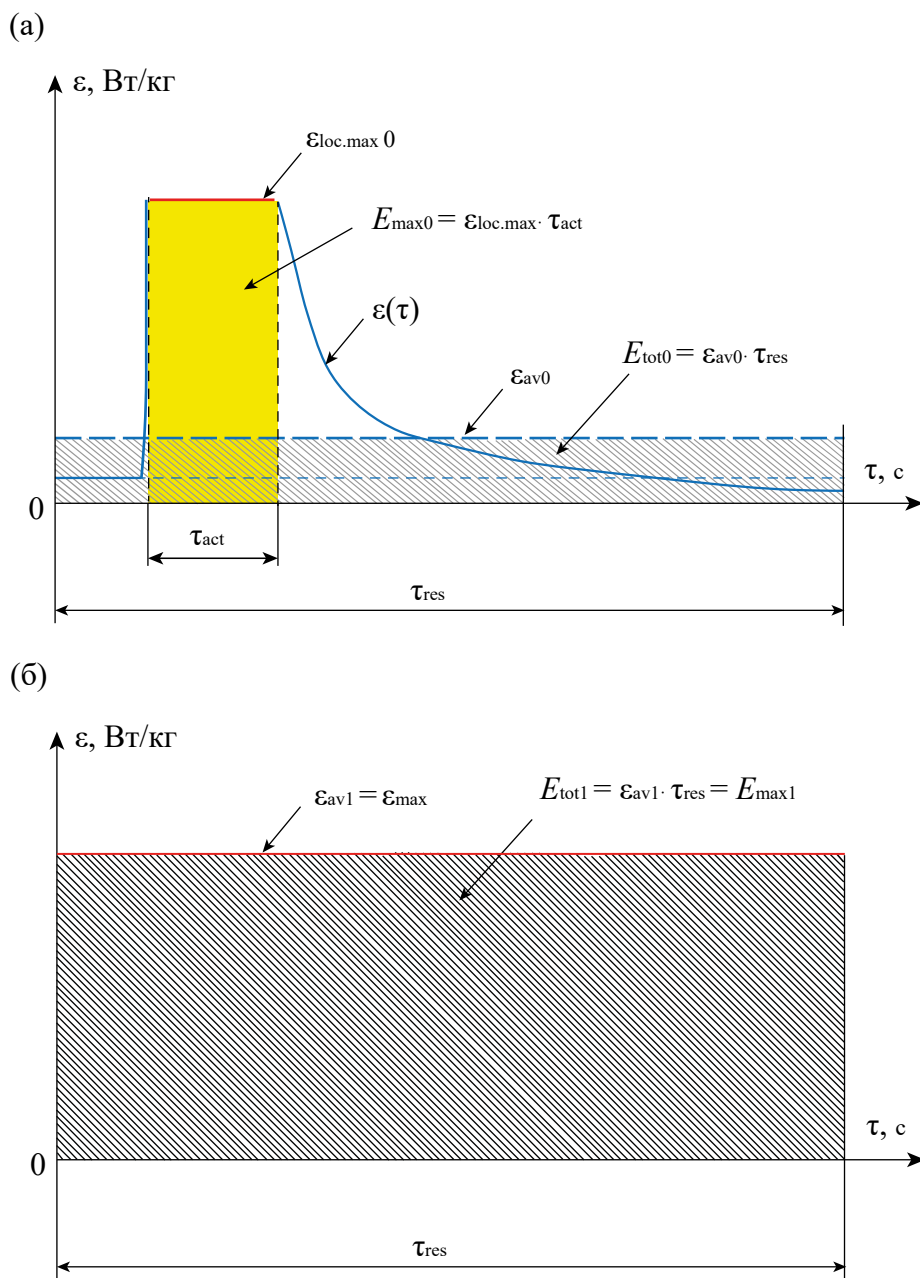 (а)
ε, Вт/кг
εloc.max 0
Emax0 = εloc.max· τact
ε(τ)
Etot0 = εav0· τres
εav0
τ, с
0
τact
τres
(б)
ε, Вт/кг
εav1 = εmax
Etot1 = εav1· τres = Emax1
τ, с
0
τres